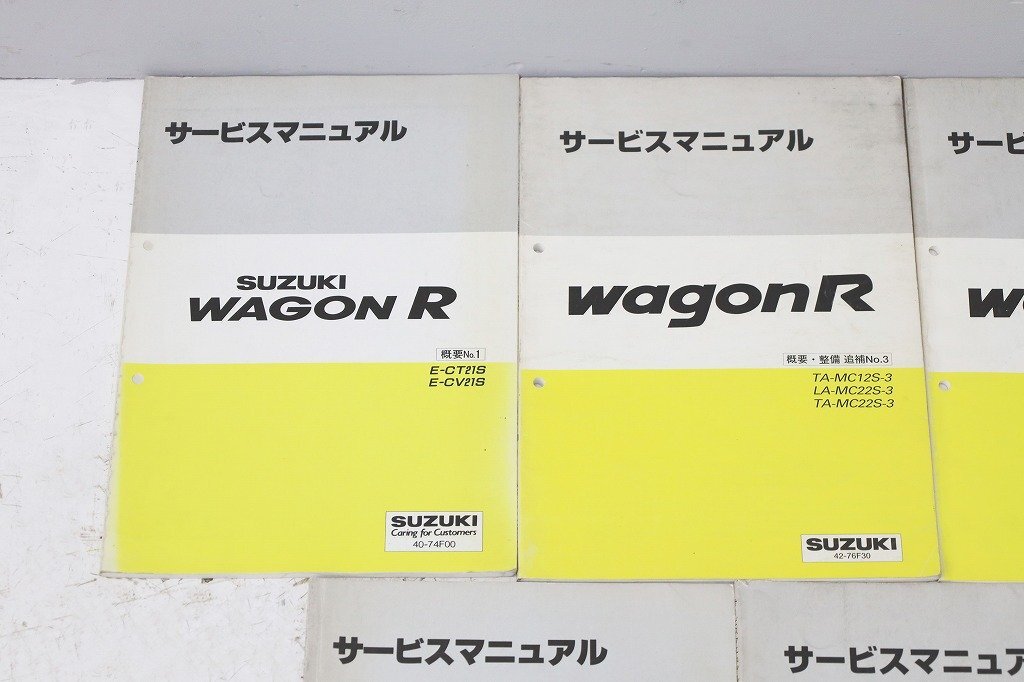 サービスマニュアル
SUZUKI
WAGON R
概要No.1
E-CT21S
E-CV21S
SUZUKI
Caring for Customers
40-74F00
サービスマニュアル
wagonR
概要・整備 追補No.3
TA-MC12S-3
LA-MC22S-3
TA-MC22S-3
SUZUKI
42-76F30
サービ
サービスマニュアル
サービスマニュア